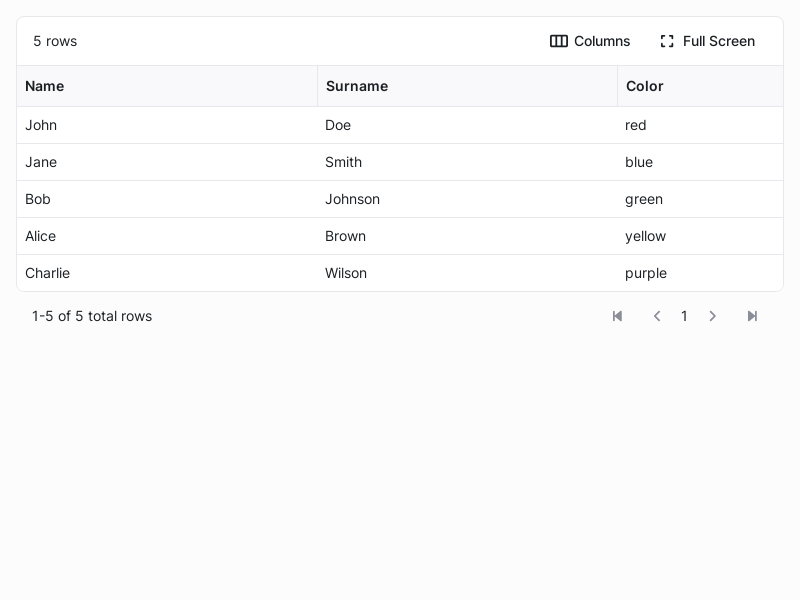 5 rows Columns Full Screen
Name Surname Color
John Doe red
Jane Smith blue
Bob Johnson green
Alice Brown yellow
Charlie Wilson purple
1-5 of 5 total rows 1